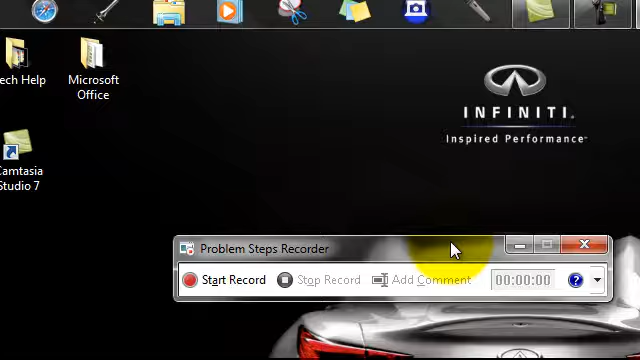 ech Help
Microsoft
Office
INFINITI.
Inspired Performance™
Camtasia
Studio 7
Problem Steps Recorder
Start Record
Stop Record
Add Comment
00:00:00
?